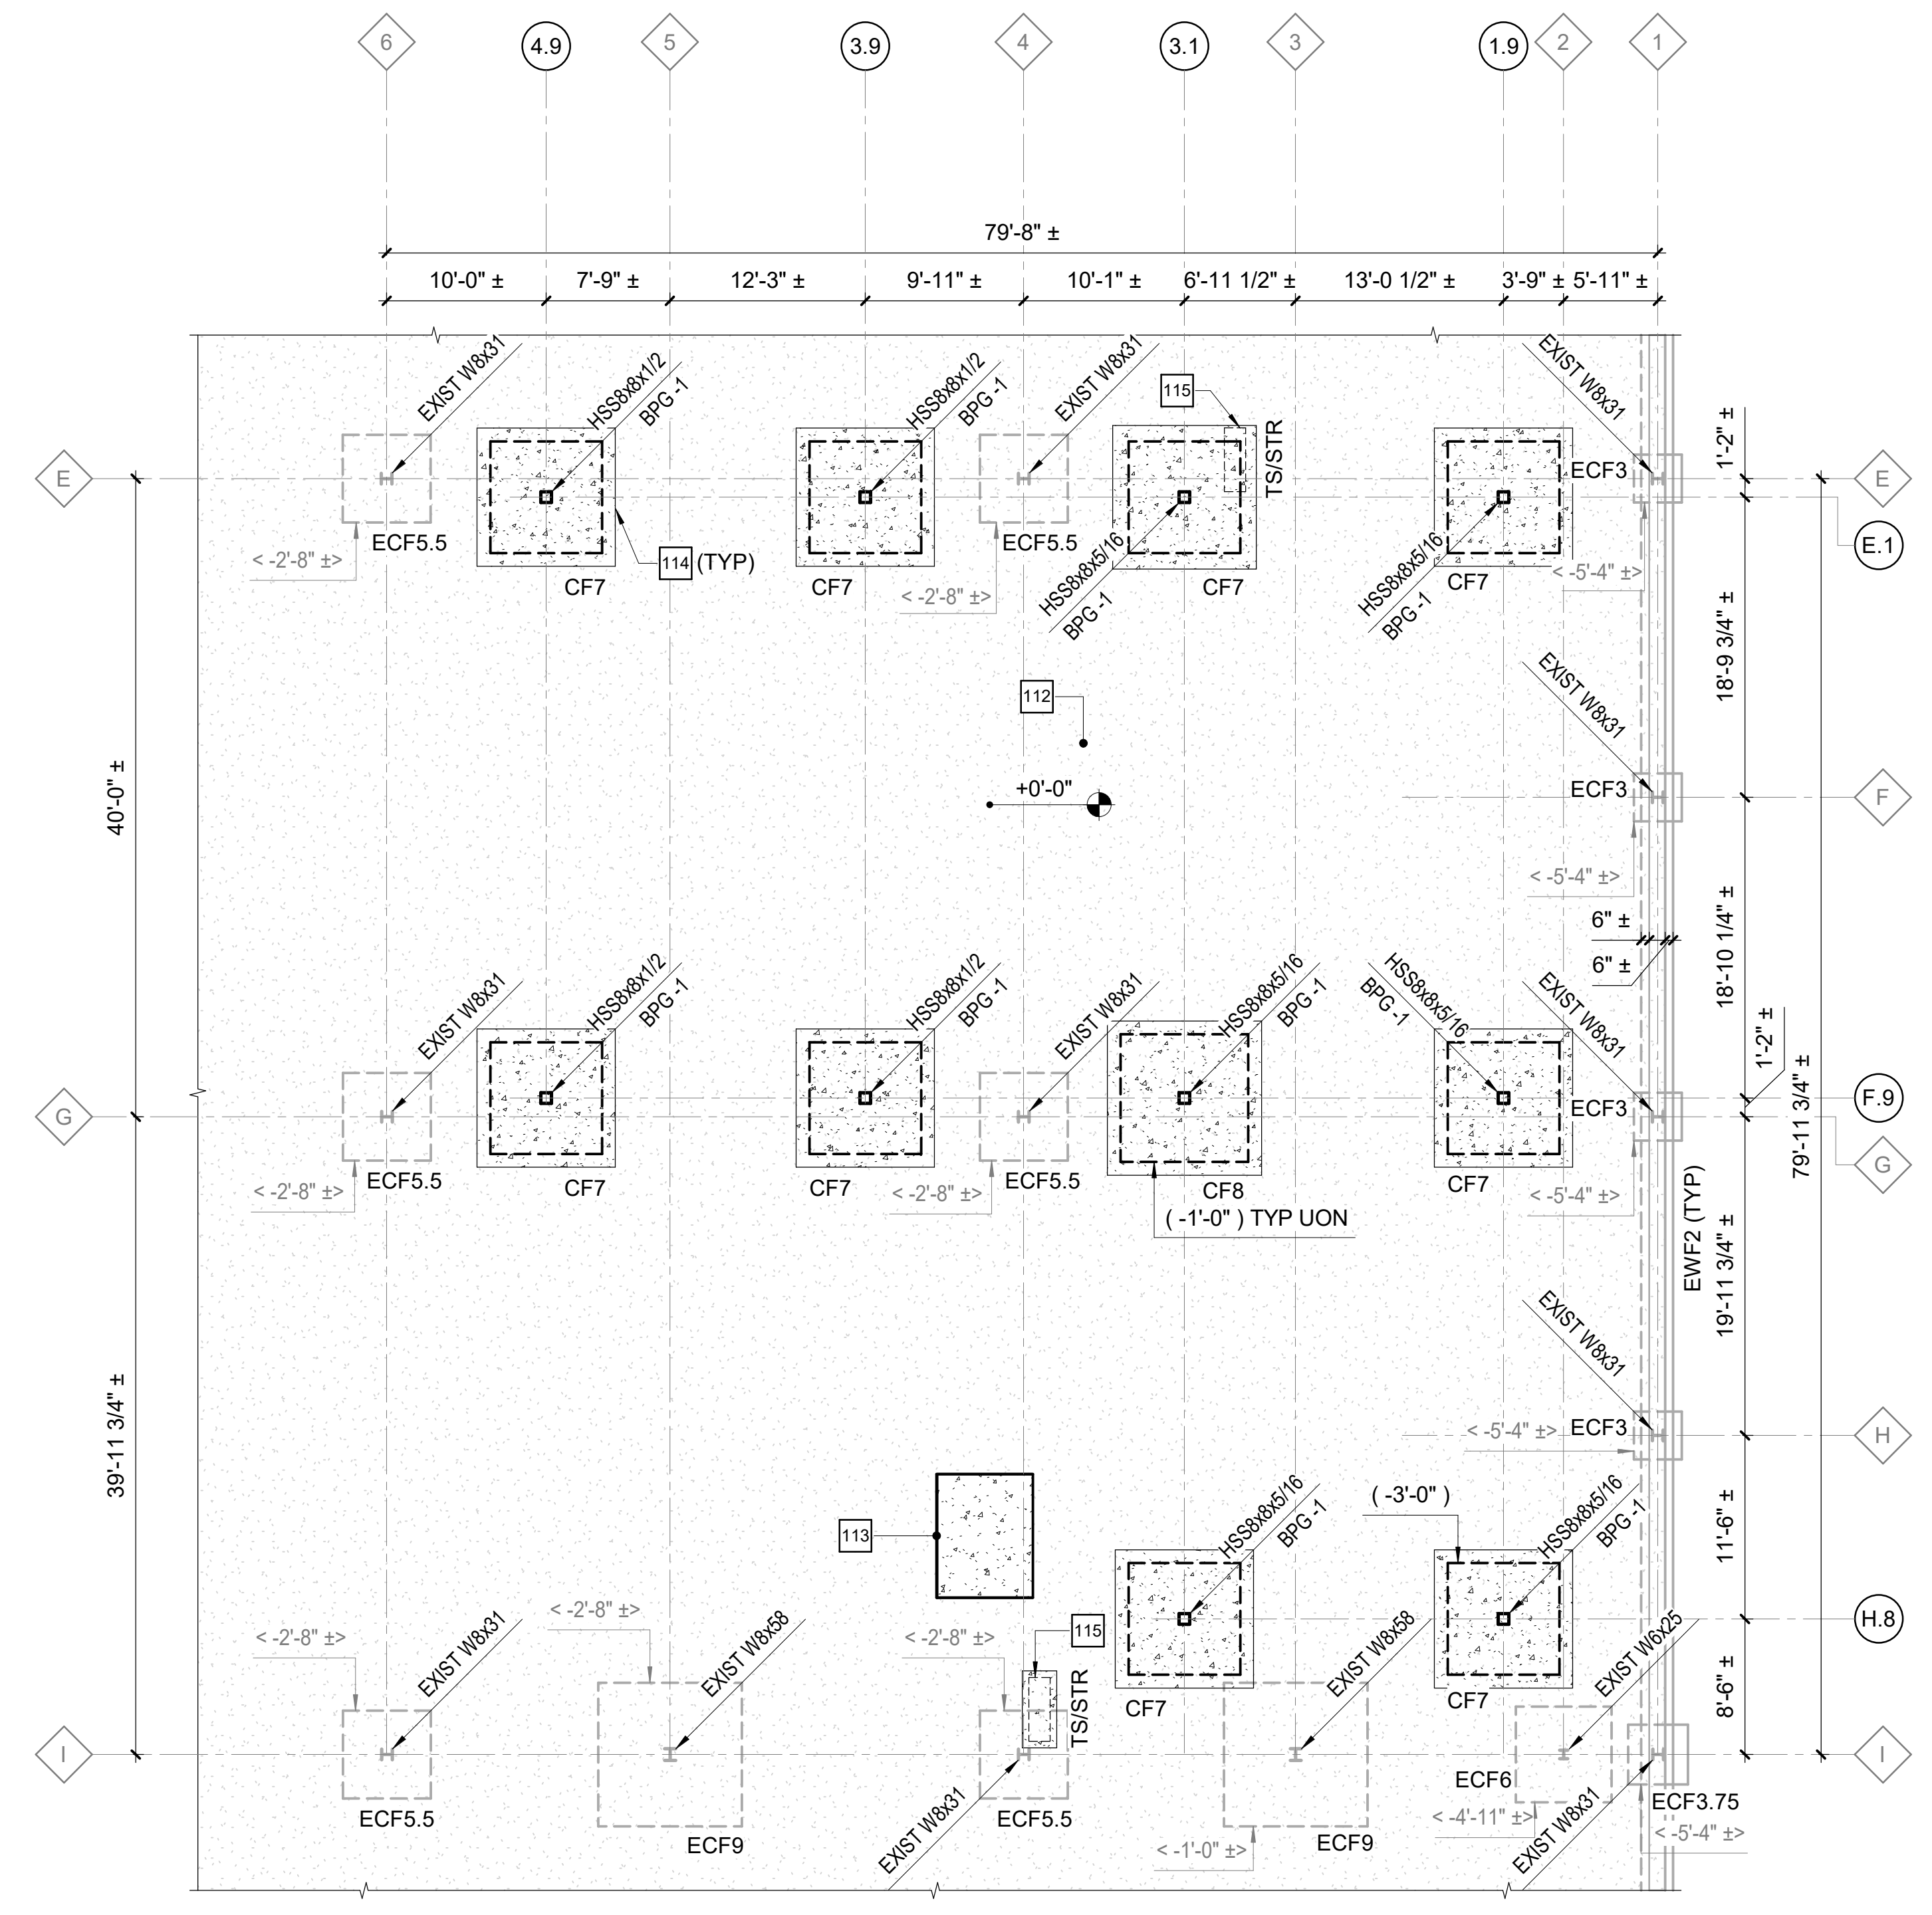 6
4.9
5
3.9
4
3.1
3
1.9
2
1
79'-8" ±
10'-0" ±
7'-9" ±
12'-3" ±
9'-11" ±
10'-1" ±
6'-11 1/2" ±
13'-0 1/2" ±
3'-9" ±
5'-11" ±
EXIST W8x31
HSS8x8x1/2
BPG -1
HSS8x8x1/2
BPG -1
EXIST W8x31
115
TS/STR
EXIST W8x31
1'-2" ±
E
ECF3
E
E.1
ECF5.5
< -2'-8" ±>
CF7
114 (TYP)
CF7
ECF5.5
< -2'-8" ±>
HSS8x8x5/16
BPG -1
CF7
HSS8x8x5/16
BPG -1
CF7
< -5'-4" ±>
18'-9 3/4" ±
112
EXIST W8x31
+0'-0"
ECF3
F
40'-0" ±
< -5'-4" ±>
6" ±
6" ±
18'-10 1/4" ±
EXIST W8x31
HSS8x8x1/2
BPG -1
HSS8x8x1/2
BPG -1
EXIST W8x31
HSS8x8x5/16
BPG -1
HSS8x8x5/16
BPG -1
EXIST W8x31
1'-2" ±
79'-11 3/4" ±
G
ECF3
F.9
G
ECF5.5
< -2'-8" ±>
CF7
CF7
ECF5.5
< -2'-8" ±>
CF8
( -1'-0" ) TYP UON
CF7
< -5'-4" ±>
EWF2 (TYP)
19'-11 3/4" ±
EXIST W8x31
39'-11 3/4" ±
< -5'-4" ±>
ECF3
H
113
HSS8x8x5/16
BPG -1
( -3'-0" )
HSS8x8x5/16
BPG -1
11'-6" ±
H.8
< -2'-8" ±>
EXIST W8x31
< -2'-8" ±>
EXIST W8x58
< -2'-8" ±>
115
TS/STR
CF7
EXIST W8x58
CF7
EXIST W6x25
8'-6" ±
I
I
ECF5.5
ECF9
EXIST W8x31
ECF5.5
< -1'-0" ±>
ECF9
ECF6
< -4'-11" ±>
EXIST W8x31
ECF3.75
< -5'-4" ±>